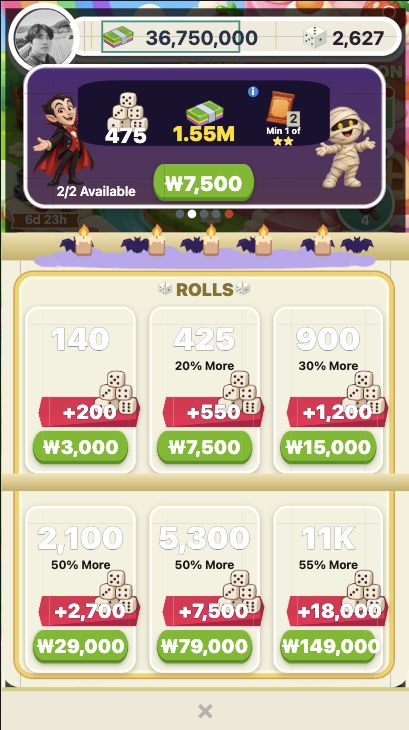 36,750,000
2,627
475
1.55M
2
Min 1 of
2/2 Available
₩7,500
6d 23h
4
ROLLS
140
425
900
20% More
30% More
+200
+550
+1,200
₩3,000
₩7,500
₩15,000
2,100
5,300
11K
50% More
50% More
55% More
+2,700
+7,500
+18,000
₩29,000
₩79,000
₩149,000